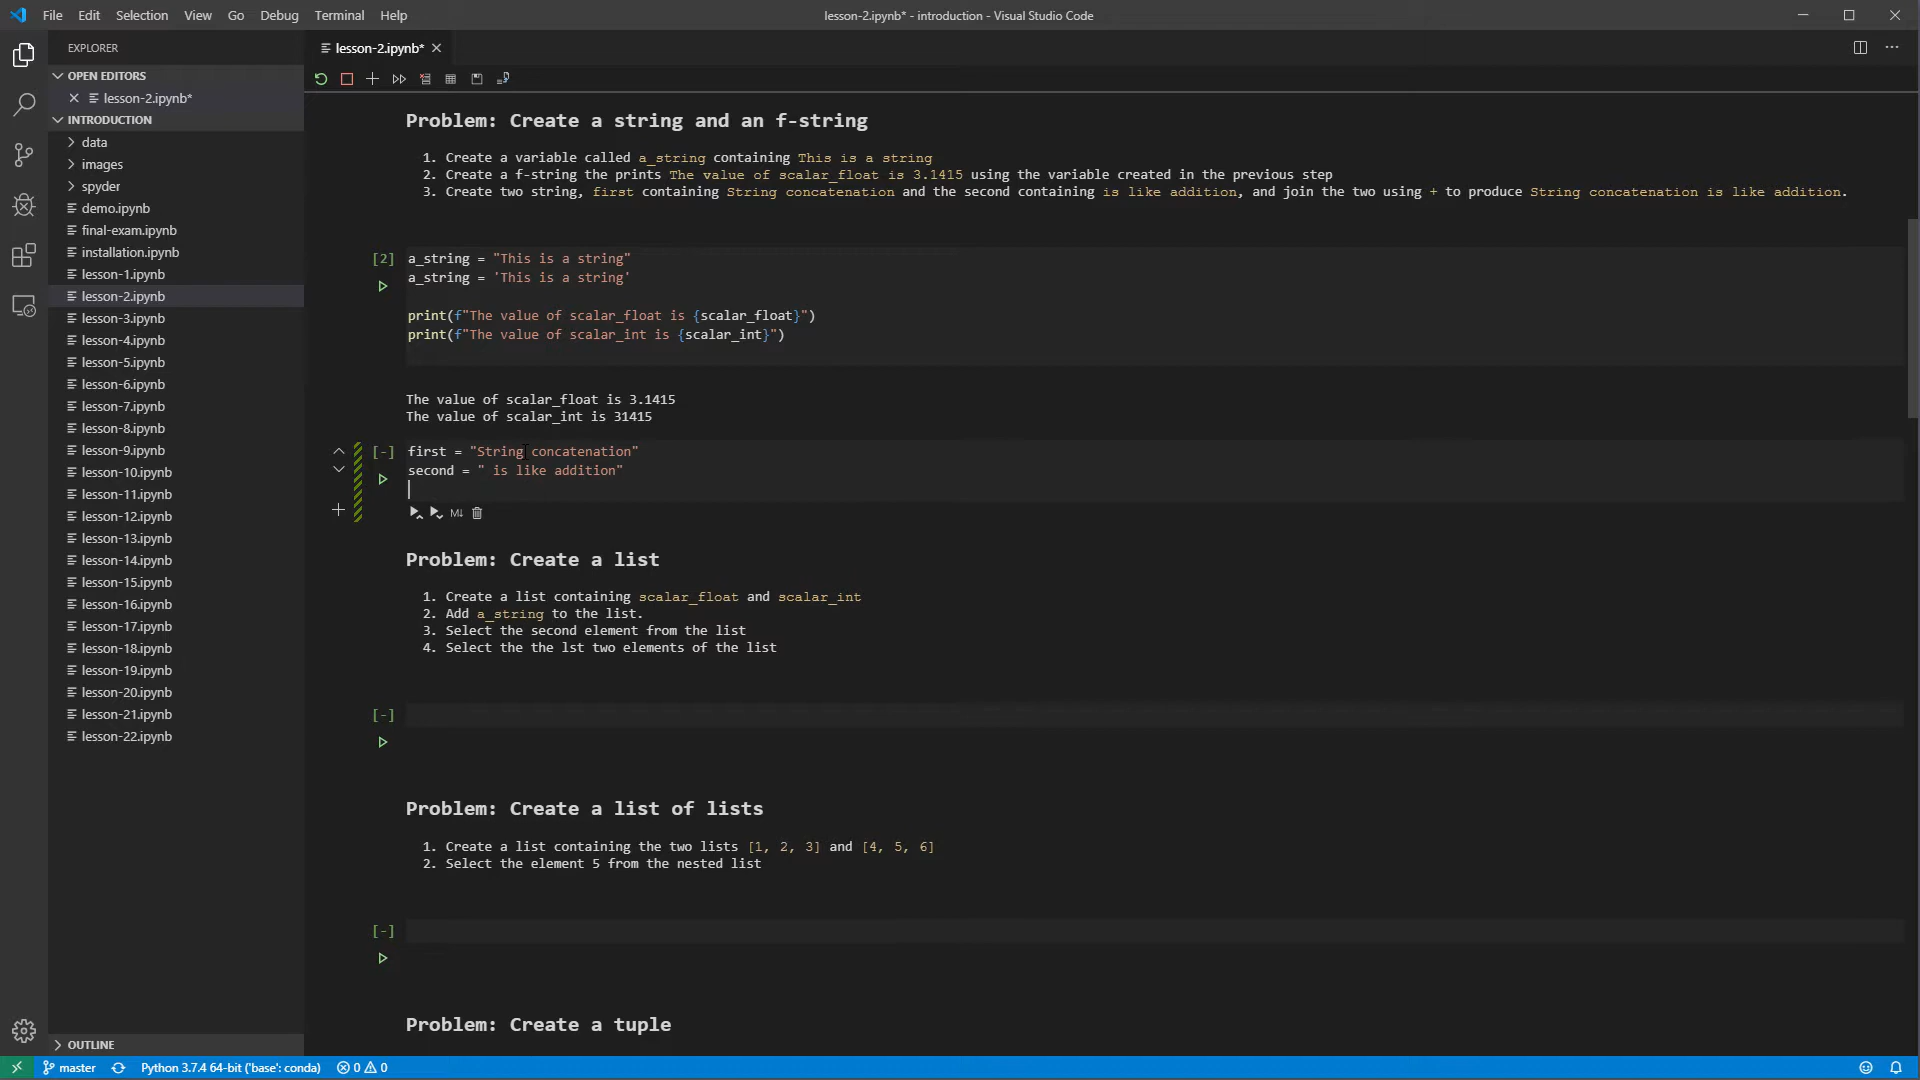 File Edit Selection View Go Debug Terminal Help
lesson-2.ipynb* - introduction - Visual Studio Code
EXPLORER
OPEN EDITORS
lesson-2.ipynb*
INTRODUCTION
data
images
spyder
demo.ipynb
final-exam.ipynb
installation.ipynb
lesson-1.ipynb
lesson-2.ipynb
lesson-3.ipynb
lesson-4.ipynb
lesson-5.ipynb
lesson-6.ipynb
lesson-7.ipynb
lesson-8.ipynb
lesson-9.ipynb
lesson-10.ipynb
lesson-11.ipynb
lesson-12.ipynb
lesson-13.ipynb
lesson-14.ipynb
lesson-15.ipynb
lesson-16.ipynb
lesson-17.ipynb
lesson-18.ipynb
lesson-19.ipynb
lesson-20.ipynb
lesson-21.ipynb
lesson-22.ipynb
OUTLINE
lesson-2.ipynb*
Problem: Create a string and an f-string
1. Create a variable called a_string containing This is a string
2. Create a f-string the prints The value of scalar_float is 3.1415 using the variable created in the previous step
3. Create two string, first containing String concatenation and the second containing is like addition, and join the two using + to produce String concatenation is like addition.
[2] a_string = "This is a string"
a_string = 'This is a string'
print(f"The value of scalar_float is {scalar_float}")
print(f"The value of scalar_int is {scalar_int}")
The value of scalar_float is 3.1415
The value of scalar_int is 31415
[-] first = "String concatenation"
second = " is like addition"
M↓
Problem: Create a list
1. Create a list containing scalar_float and scalar_int
2. Add a_string to the list.
3. Select the second element from the list
4. Select the the lst two elements of the list
[-]
Problem: Create a list of lists
1. Create a list containing the two lists [1, 2, 3] and [4, 5, 6]
2. Select the element 5 from the nested list
[-]
Problem: Create a tuple
master Python 3.7.4 64-bit ('base': conda) 0 0